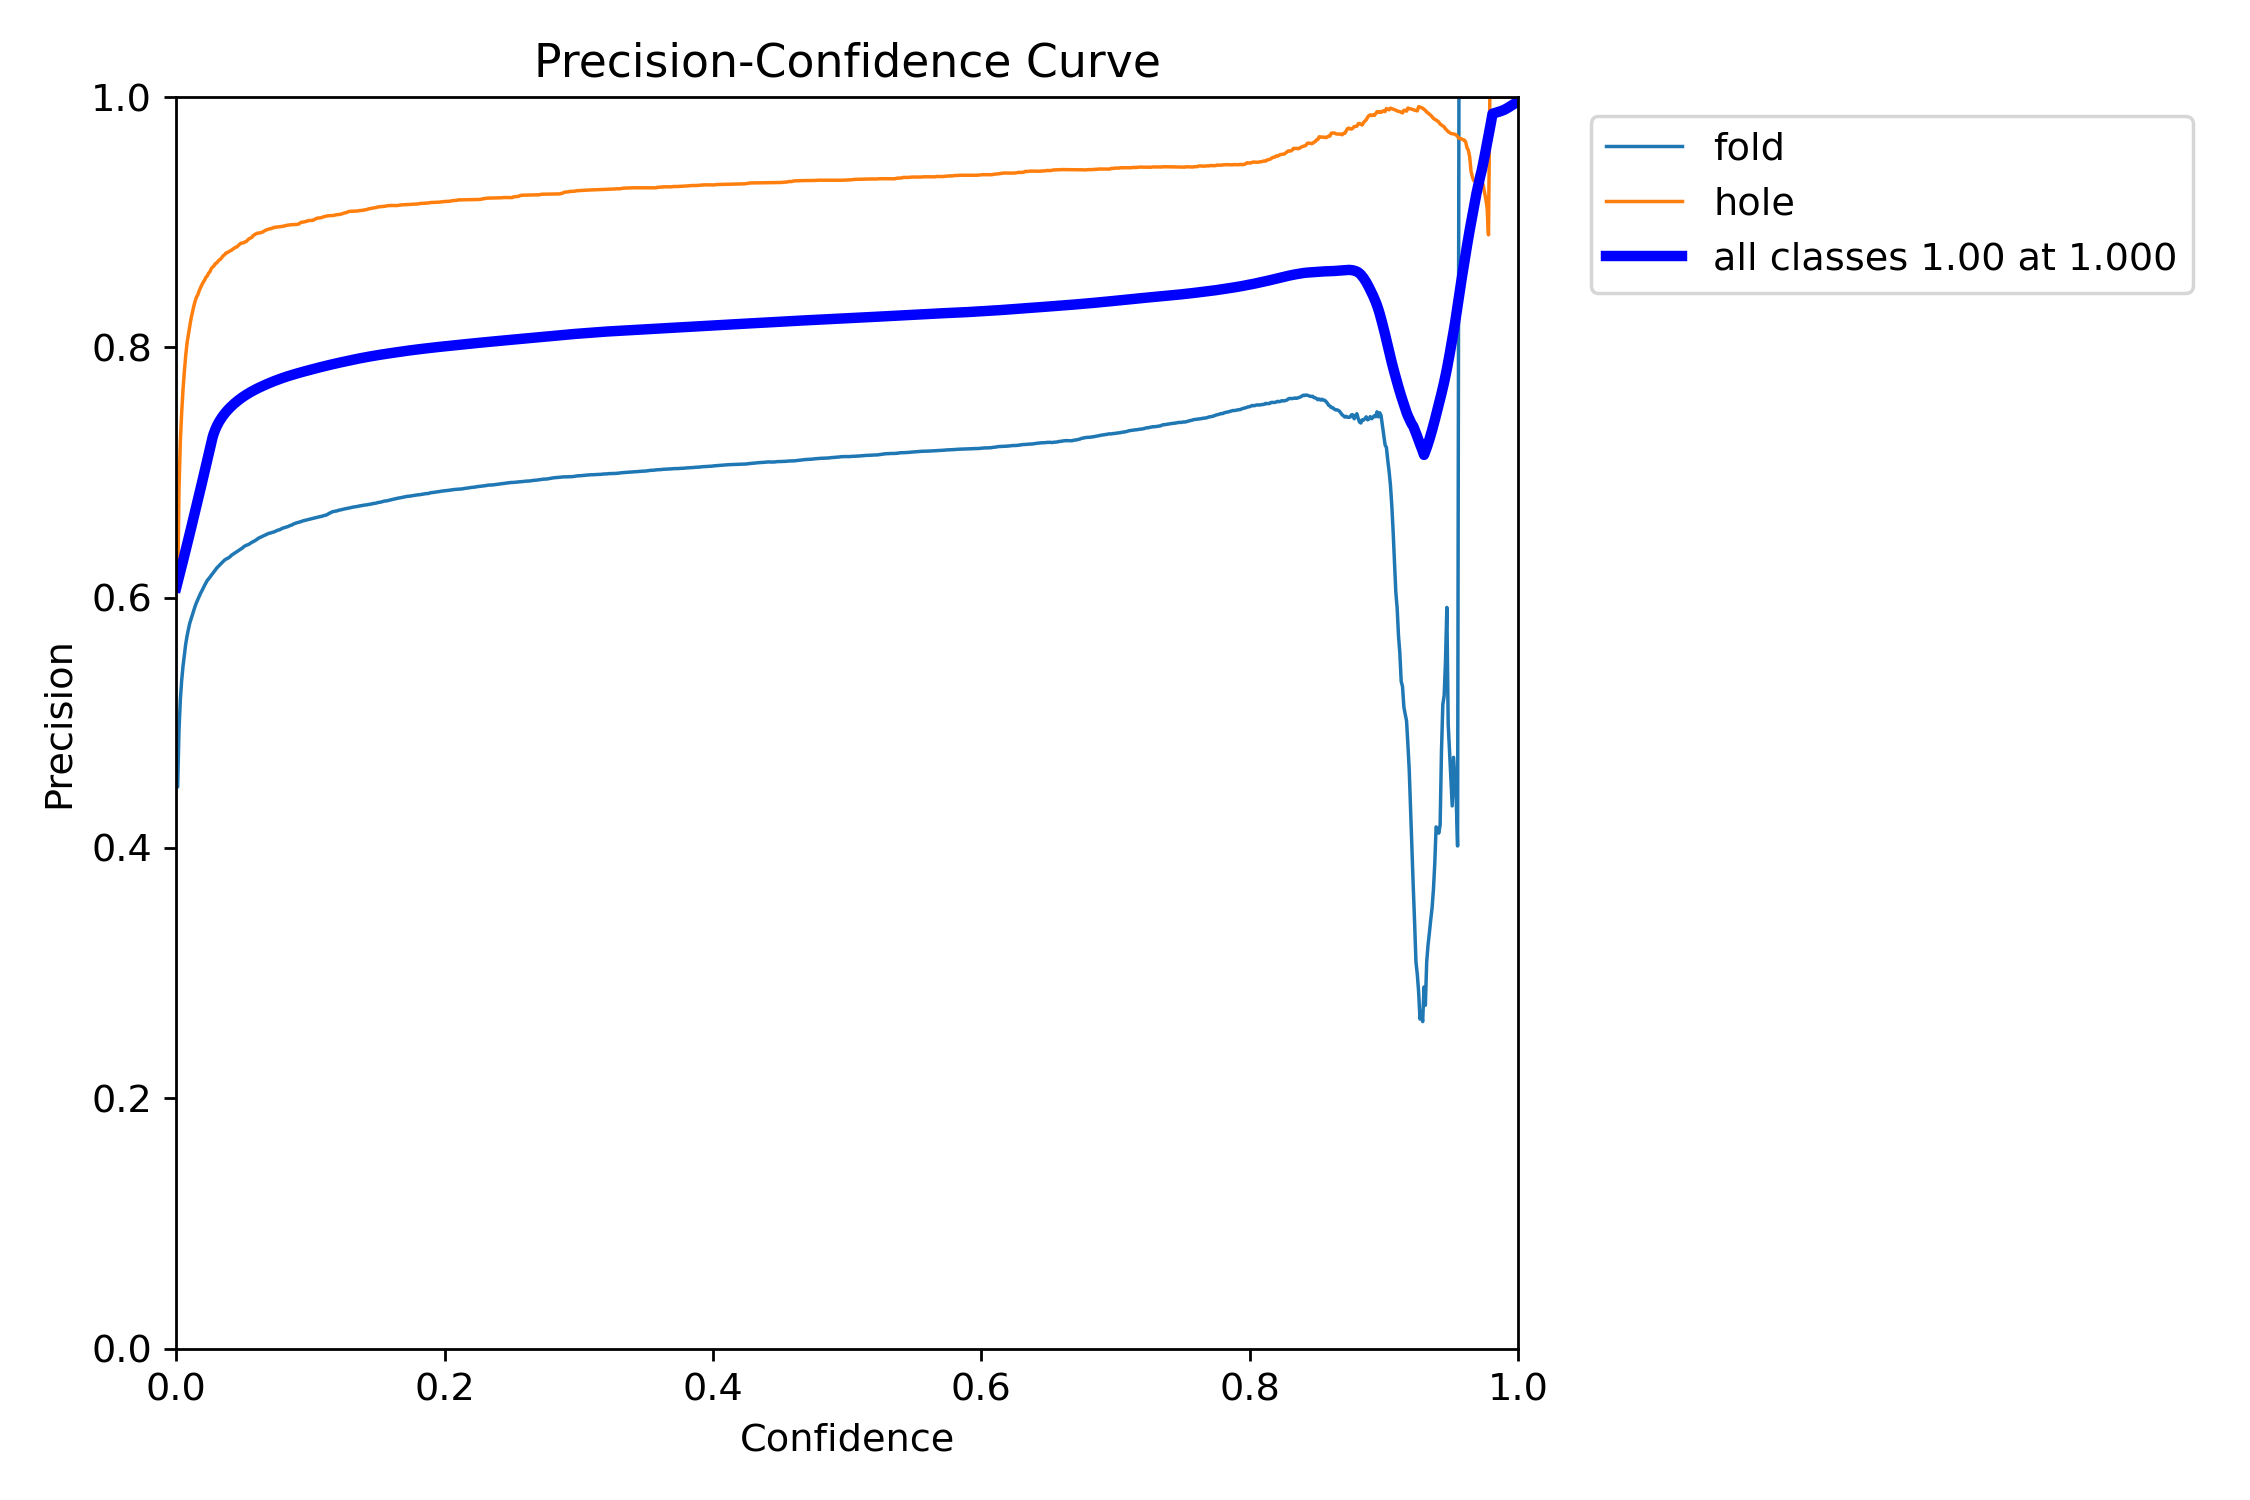 Precision-Confidence Curve
1.0
0.8
0.6
0.4
0.2
0.0
Precision
0.0 0.2 0.4 0.6 0.8 1.0
Confidence
fold
hole
all classes 1.00 at 1.000